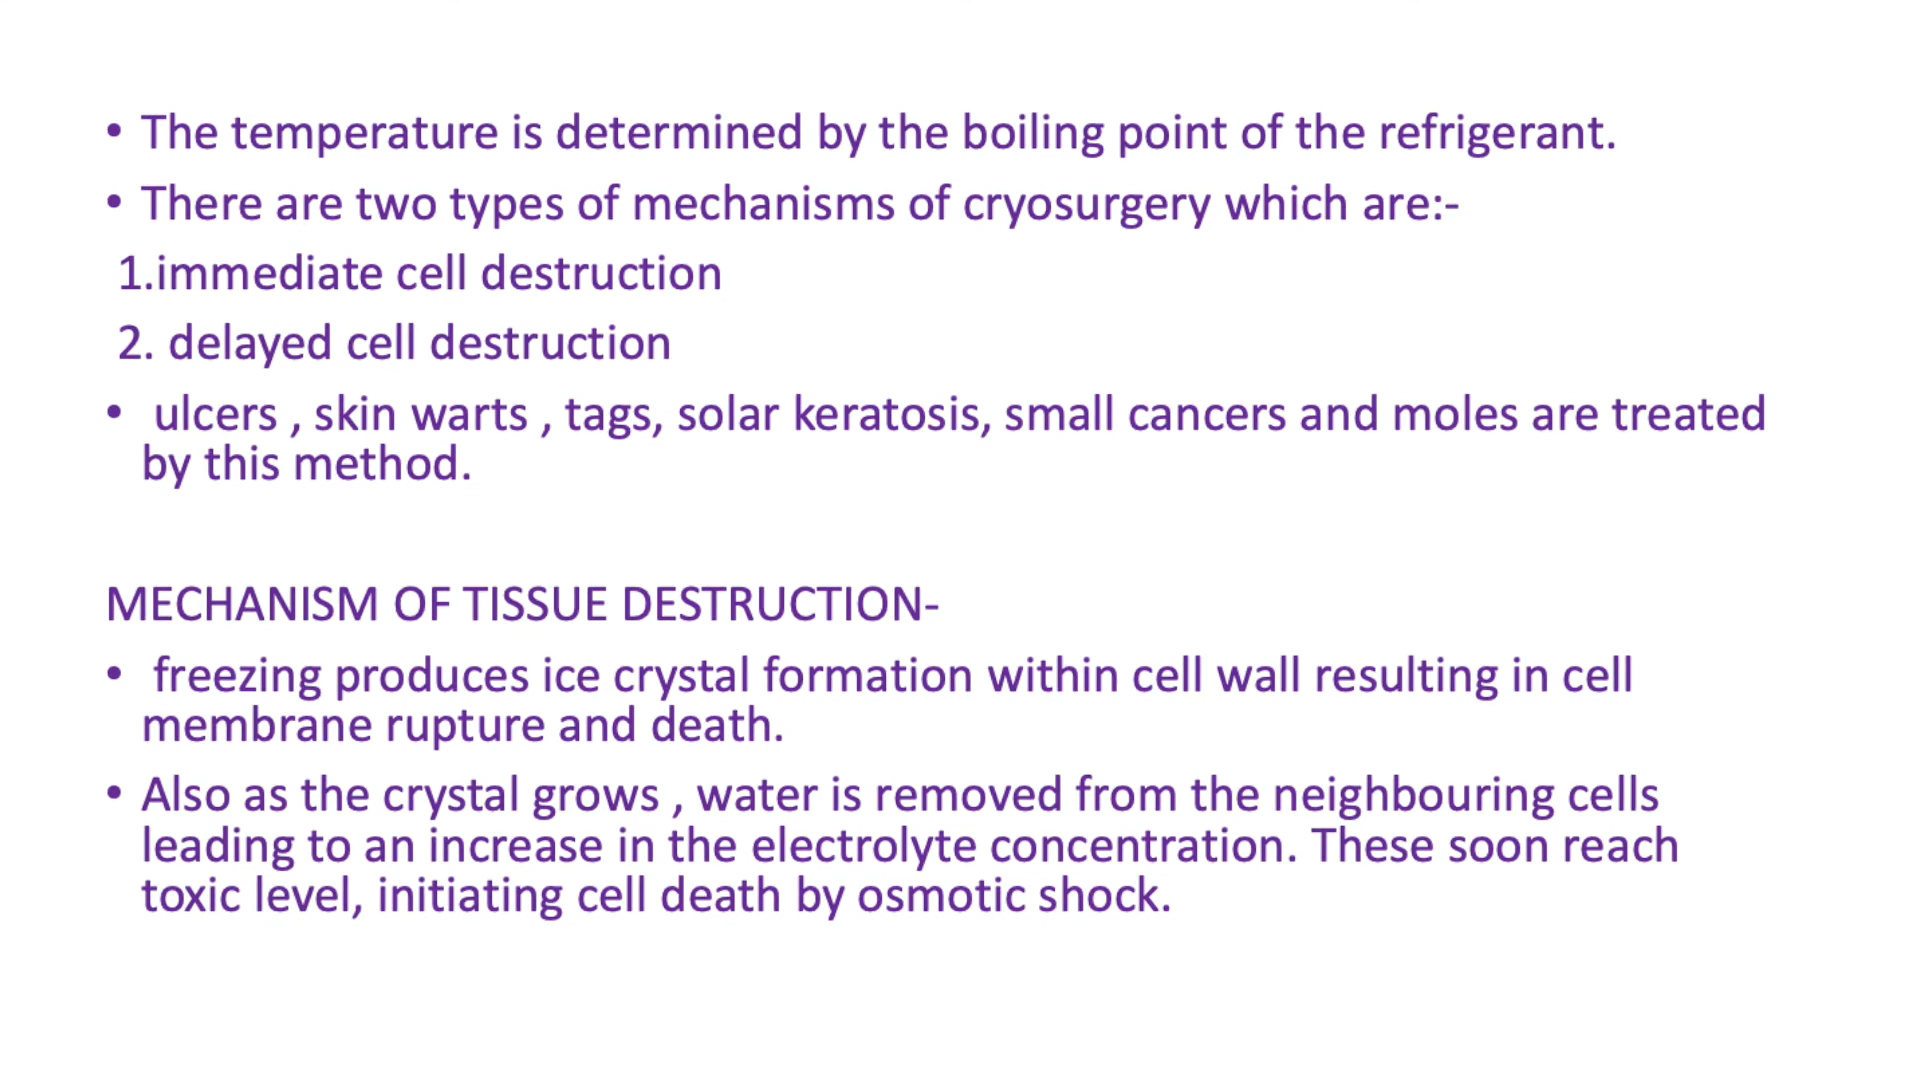 • The temperature is determined by the boiling point of the refrigerant.
• There are two types of mechanisms of cryosurgery which are:-
1.immediate cell destruction
2. delayed cell destruction
• ulcers , skin warts , tags, solar keratosis, small cancers and moles are treated
by this method.
MECHANISM OF TISSUE DESTRUCTION-
• freezing produces ice crystal formation within cell wall resulting in cell
membrane rupture and death.
• Also as the crystal grows , water is removed from the neighbouring cells
leading to an increase in the electrolyte concentration. These soon reach
toxic level, initiating cell death by osmotic shock.